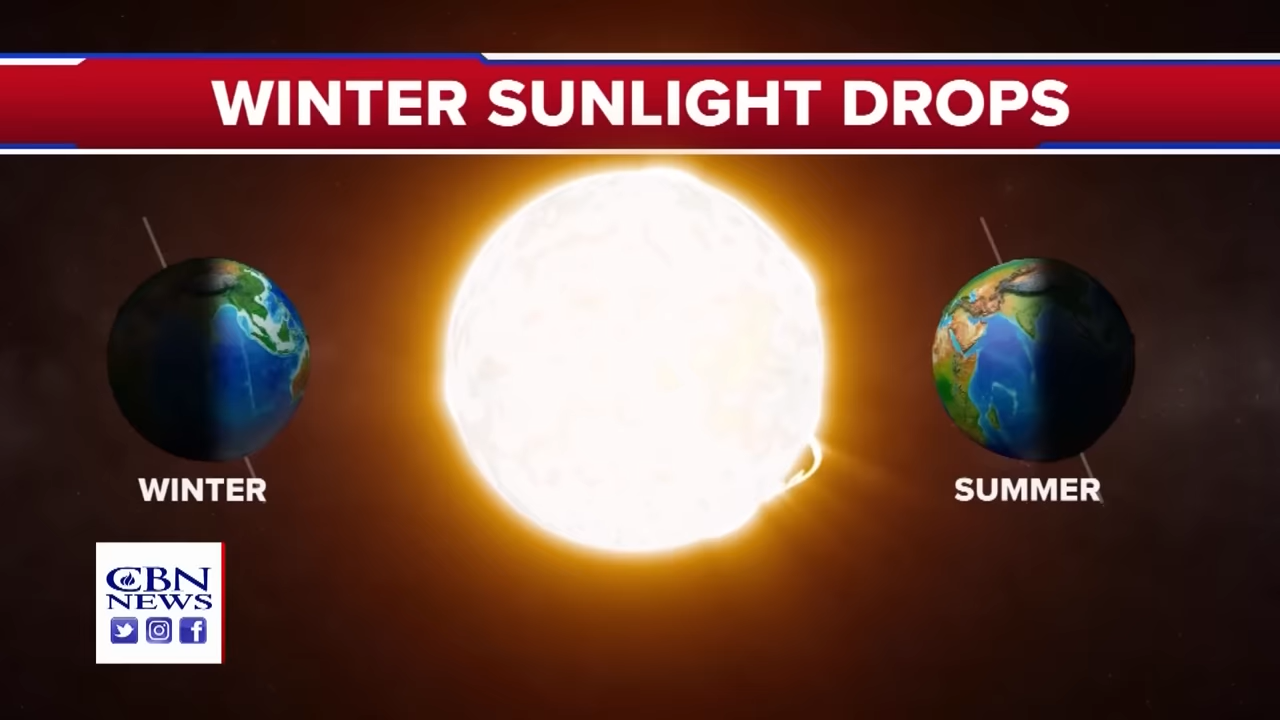 WINTER SUNLIGHT DROPS
WINTER
SUMMER
CBN
NEWS